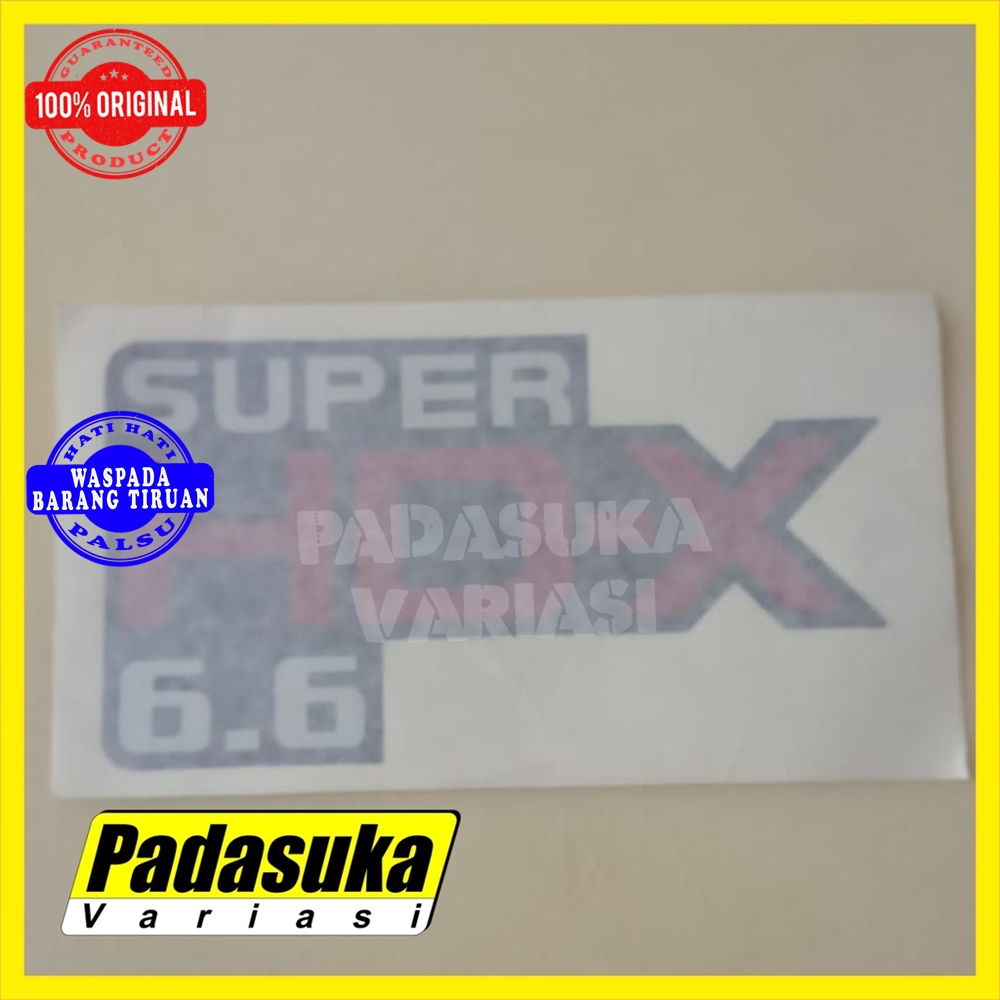 GUARANTEED
100% ORIGINAL
PRODUCT
SUPER
HDX
6.6
HATI HATI
WASPADA
BARANG TIRUAN
PALSU
PADASUKA
VARIASI
Padasuka
Variasi